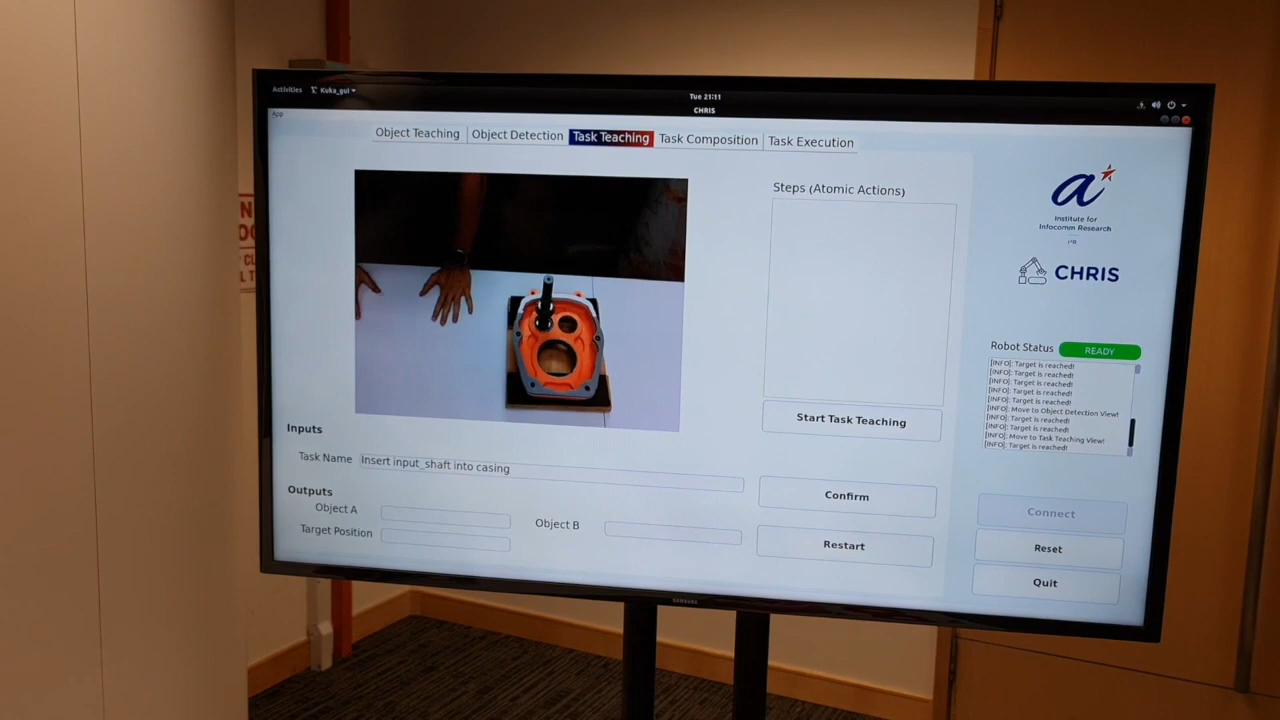 Activities
Kuka_gui
Tue 21:11
CHRIS
App
Object Teaching
Object Detection
Task Teaching
Task Composition
Task Execution
Steps (Atomic Actions)
Start Task Teaching
Inputs
Task Name
Insert input_shaft into casing
Confirm
Outputs
Object A
Object B
Target Position
Restart
Institute for
Infocomm Research
I²R
CHRIS
Robot Status
READY
[INFO]: Target is reached!
[INFO]: Target is reached!
[INFO]: Target is reached!
[INFO]: Target is reached!
[INFO]: Target is reached!
[INFO]: Move to Object Detection View!
[INFO]: Target is reached!
[INFO]: Target is reached!
[INFO]: Move to Task Teaching View!
[INFO]: Target is reached!
Connect
Reset
Quit
SAMSUNG